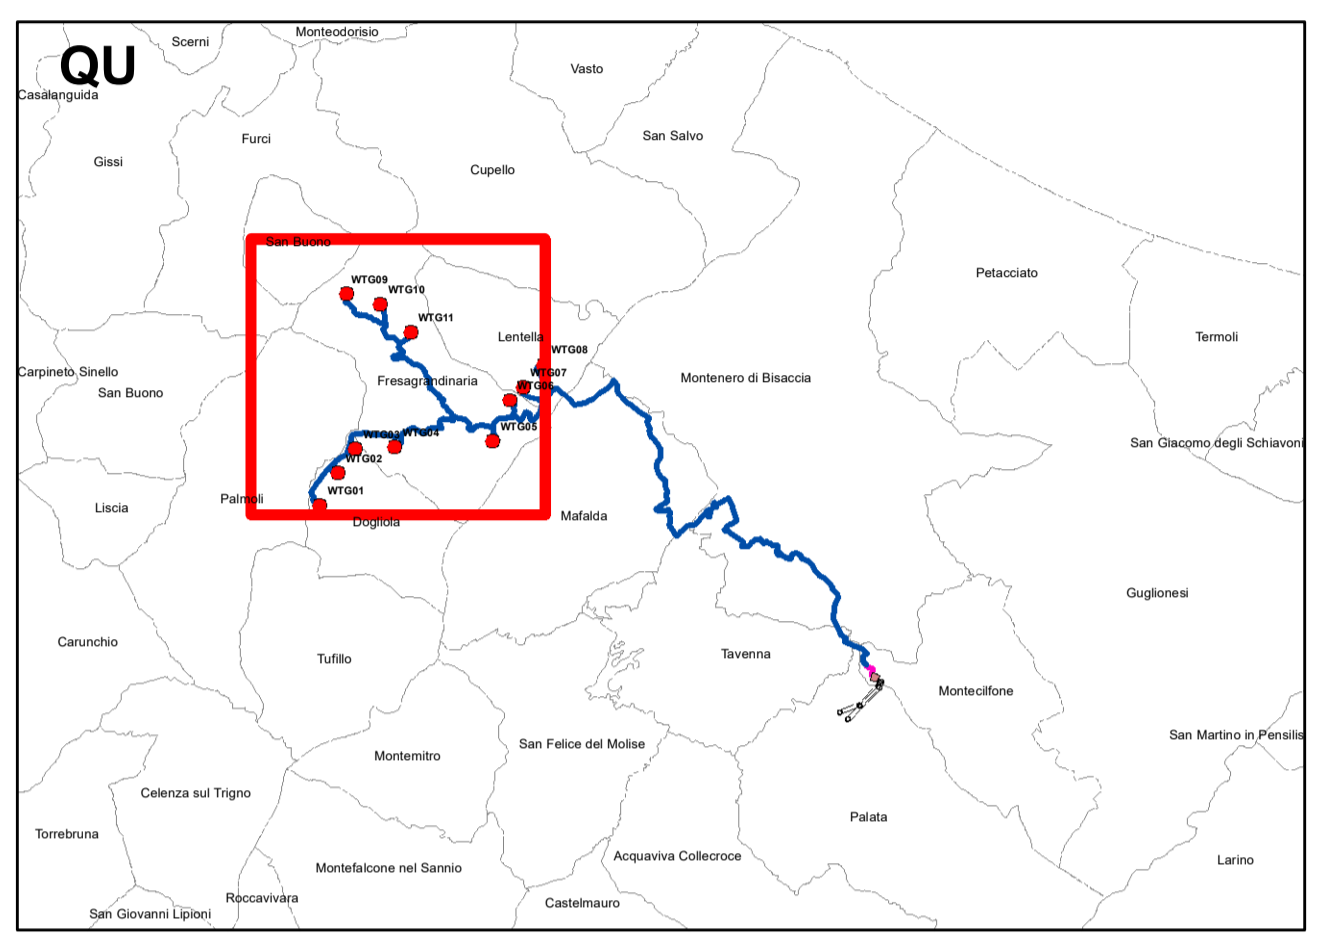 Monteodorisio
Scerni
QU
Vasto
Casalanguida
San Salvo
Furci
Gissi
Cupello
San Buono
Petacciato
WTG09
WTG10
WTG11
Lentella
Termoli
WTG08
Carpineto Sinello
WTG07
Montenero di Bisaccia
Fresagrandinaria
WTG06
San Buono
WTG05
WTG03
WTG04
San Giacomo degli Schiavoni
WTG02
WTG01
Palmoli
Liscia
Mafalda
Dogliola
Guglionesi
Carunchio
Tavenna
Tufillo
Montecilfone
San Martino in Pensilis
San Felice del Molise
Montemitro
Celenza sul Trigno
Palata
Torrebruna
Acquaviva Collecroce
Larino
Montefalcone nel Sannio
Roccavivara
Castelmauro
San Giovanni Lipioni